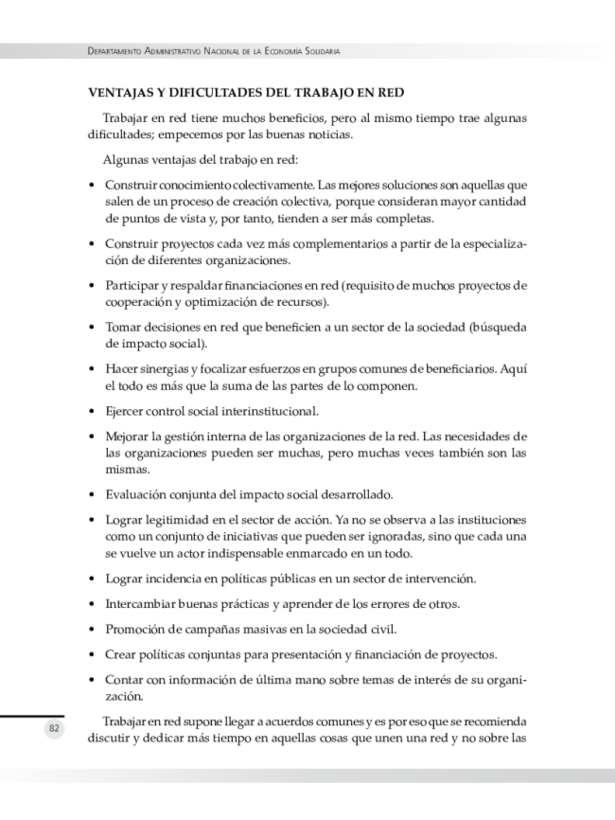 Departamento Administrativo Nacional de la Economía Solidaria
VENTAJAS Y DIFICULTADES DEL TRABAJO EN RED
Trabajar en red tiene muchos beneficios, pero al mismo tiempo trae algunas
dificultades; empecemos por las buenas noticias.
Algunas ventajas del trabajo en red:
• Construir conocimiento colectivamente. Las mejores soluciones son aquellas que
salen de un proceso de creación colectiva, porque consideran mayor cantidad
de puntos de vista y, por tanto, tienden a ser más completas.
• Construir proyectos cada vez más complementarios a partir de la especializa-
ción de diferentes organizaciones.
• Participar y respaldar financiaciones en red (requisito de muchos proyectos de
cooperación y optimización de recursos).
• Tomar decisiones en red que beneficien a un sector de la sociedad (búsqueda
de impacto social).
• Hacer sinergias y focalizar esfuerzos en grupos comunes de beneficiarios. Aquí
el todo es más que la suma de las partes de lo componen.
• Ejercer control social interinstitucional.
• Mejorar la gestión interna de las organizaciones de la red. Las necesidades de
las organizaciones pueden ser muchas, pero muchas veces también son las
mismas.
• Evaluación conjunta del impacto social desarrollado.
• Lograr legitimidad en el sector de acción. Ya no se observa a las instituciones
como un conjunto de iniciativas que pueden ser ignoradas, sino que cada una
se vuelve un actor indispensable enmarcado en un todo.
• Lograr incidencia en políticas públicas en un sector de intervención.
• Intercambiar buenas prácticas y aprender de los errores de otros.
• Promoción de campañas masivas en la sociedad civil.
• Crear políticas conjuntas para presentación y financiación de proyectos.
• Contar con información de última mano sobre temas de interés de su organi-
zación.
Trabajar en red supone llegar a acuerdos comunes y es por eso que se recomienda
discutir y dedicar más tiempo en aquellas cosas que unen una red y no sobre las
82